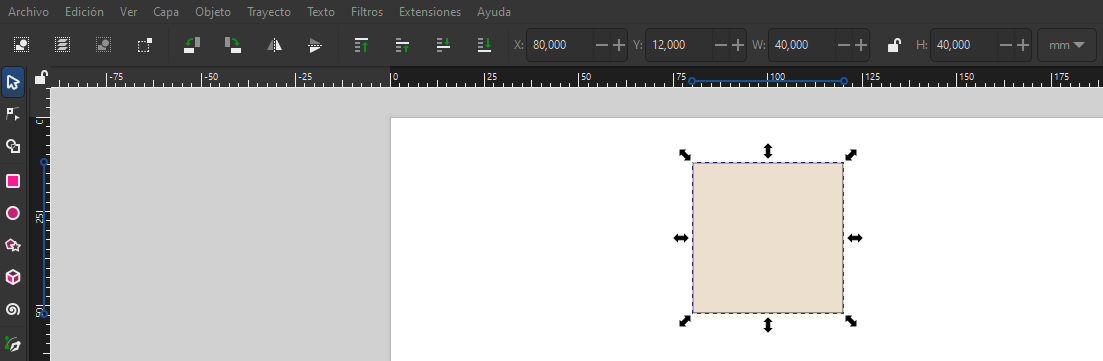 Archivo Edición Ver Capa Objeto Trayecto Texto Filtros Extensiones Ayuda
X: 80,000 Y: 12,000 W: 40,000 H: 40,000 mm
-75 -50 -25 0 25 50 75 100 125 150 175
0
25
50